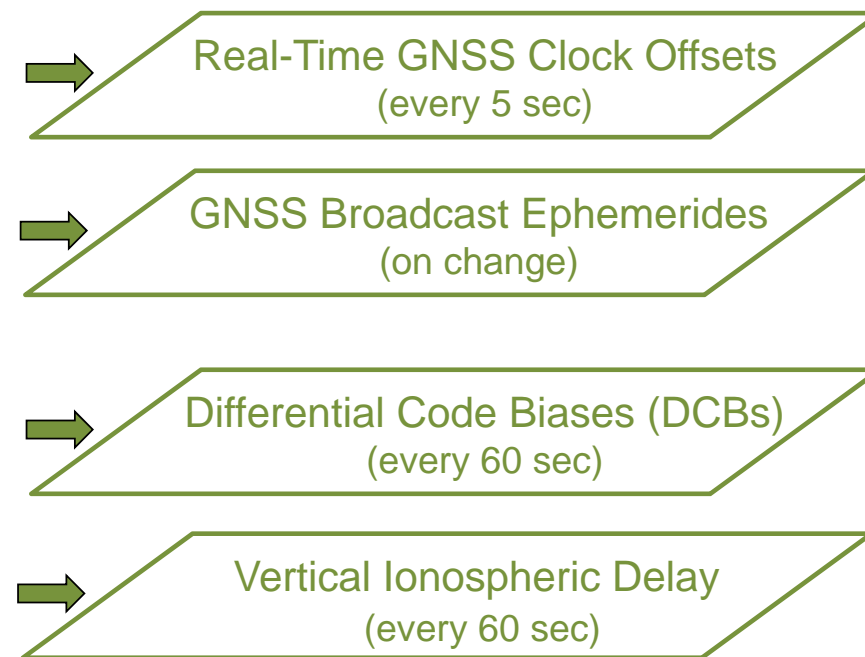 Real-Time GNSS Clock Offsets
(every 5 sec)
GNSS Broadcast Ephemerides
(on change)
Differential Code Biases (DCBs)
(every 60 sec)
Vertical Ionospheric Delay
(every 60 sec)